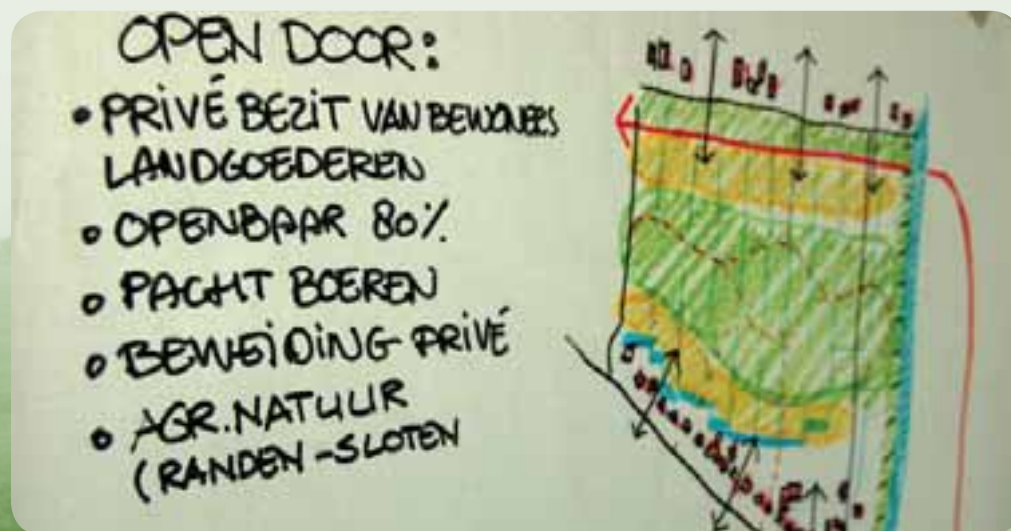 OPEN DOOR:
• PRIVÉ BEZIT VAN BEWONERS
LANDGOEDEREN
• OPENBAAR 80%
• PACHT BOEREN
• BEWEIDING PRIVÉ
• AGR. NATUUR
(RANDEN-SLOTEN